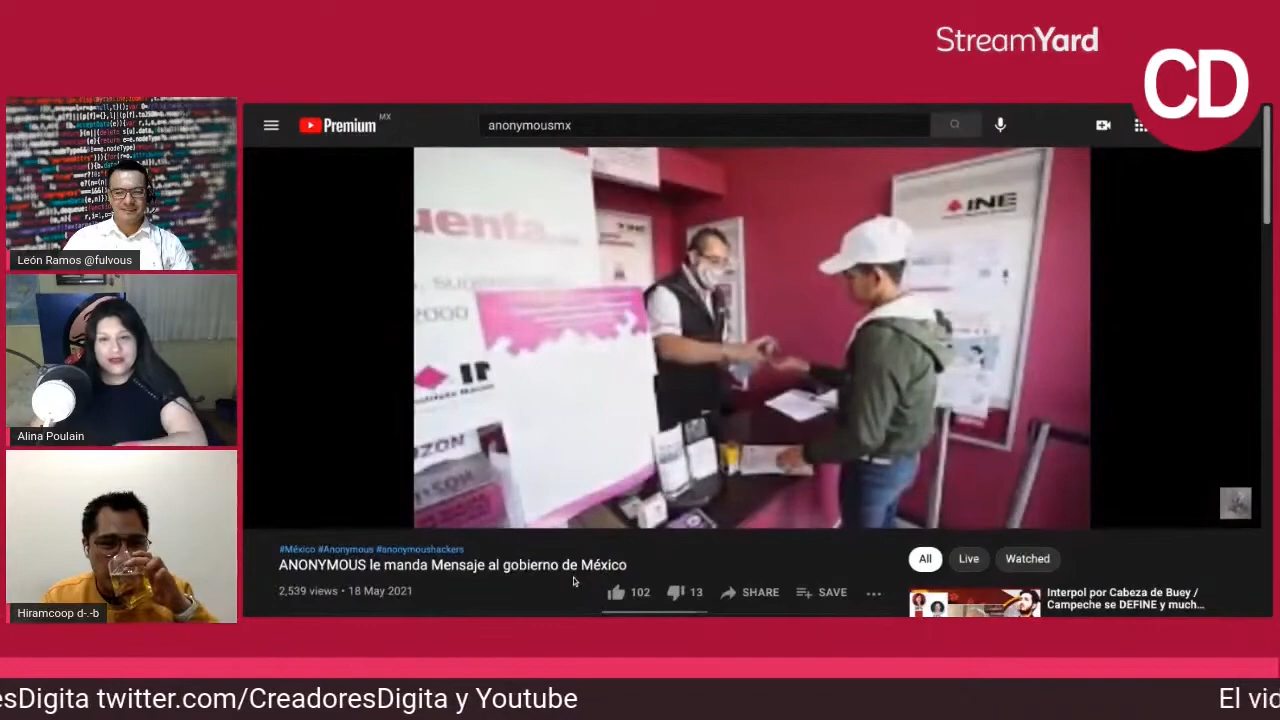 StreamYard
CD
Premium MX
anonymousmx
León Ramos @fulvous
Alina Poulain
Hiramcoop d-.-b
uenta...
2000
INE
#México #Anonymous #anonymoushackers
ANONYMOUS le manda Mensaje al gobierno de México
2,539 views • 18 May 2021
102
13
SHARE
SAVE
All
Live
Watched
Interpol por Cabeza de Buey /
Campeche se DEFINE y much...
esDigita twitter.com/CreadoresDigita y Youtube
El vid